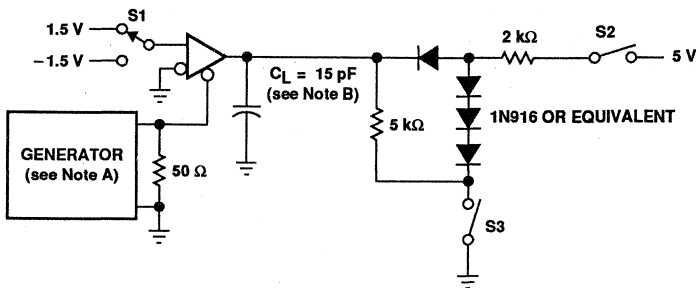 S1
1.5 V
−1.5 V
CL = 15 pF
(see Note B)
2 kΩ
S2
5 V
5 kΩ
1N916 OR EQUIVALENT
GENERATOR
(see Note A)
50 Ω
S3